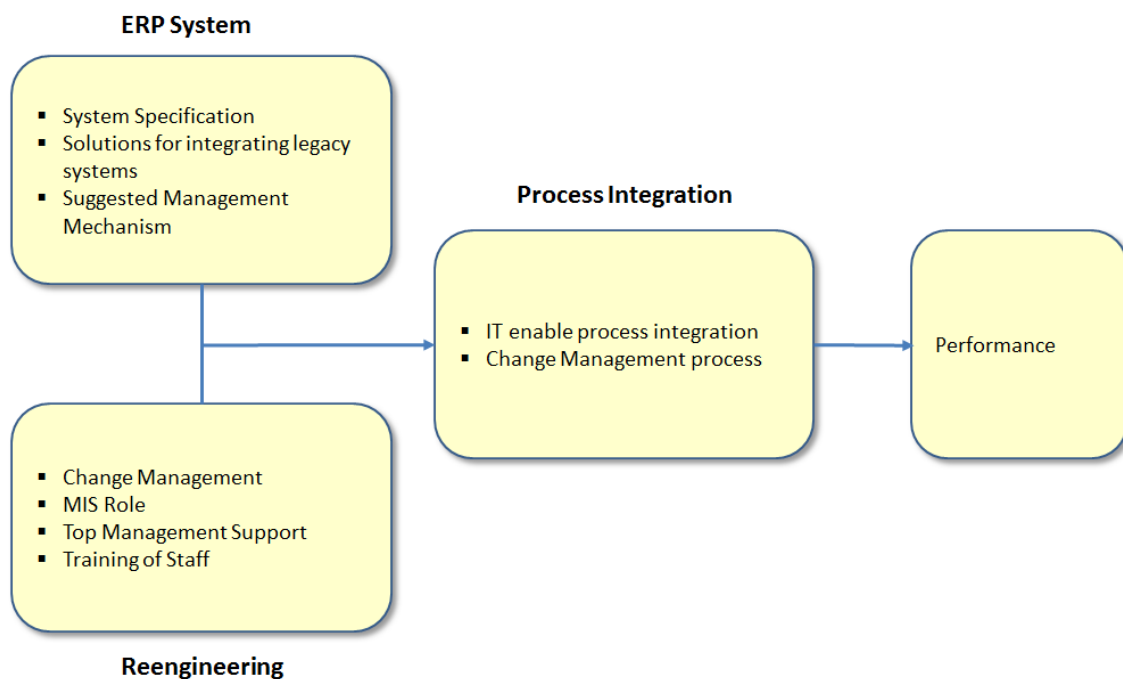 ERP System
▪ System Specification
▪ Solutions for integrating legacy
systems
▪ Suggested Management
Mechanism
Process Integration
▪ IT enable process integration
▪ Change Management process
Performance
▪ Change Management
▪ MIS Role
▪ Top Management Support
▪ Training of Staff
Reengineering